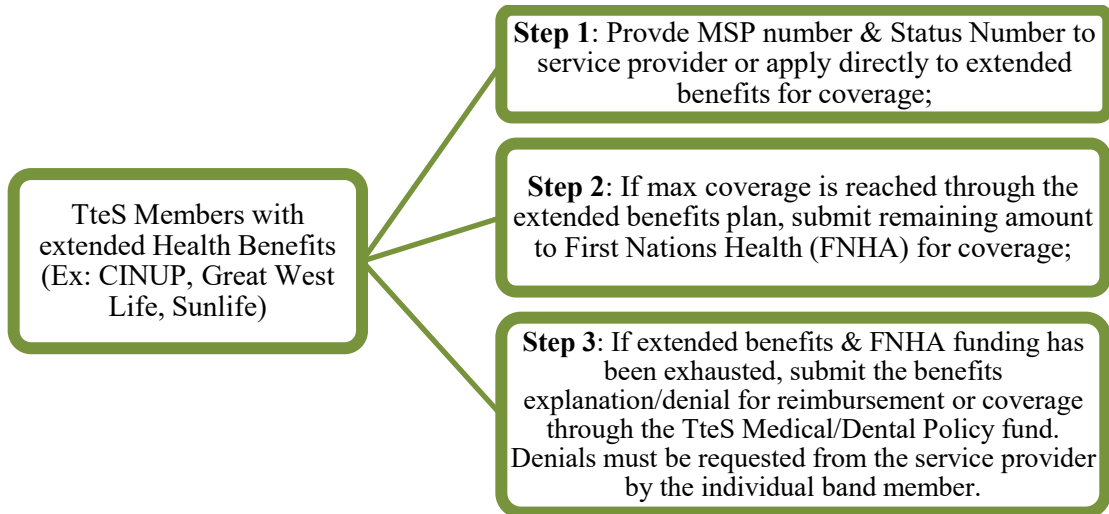 TteS Members with
extended Health Benefits
(Ex: CINUP, Great West
Life, Sunlife)
Step 1: Provde MSP number & Status Number to
service provider or apply directly to extended
benefits for coverage;
Step 2: If max coverage is reached through the
extended benefits plan, submit remaining amount
to First Nations Health (FNHA) for coverage;
Step 3: If extended benefits & FNHA funding has
been exhausted, submit the benefits
explanation/denial for reimbursement or coverage
through the TteS Medical/Dental Policy fund.
Denials must be requested from the service provider
by the individual band member.